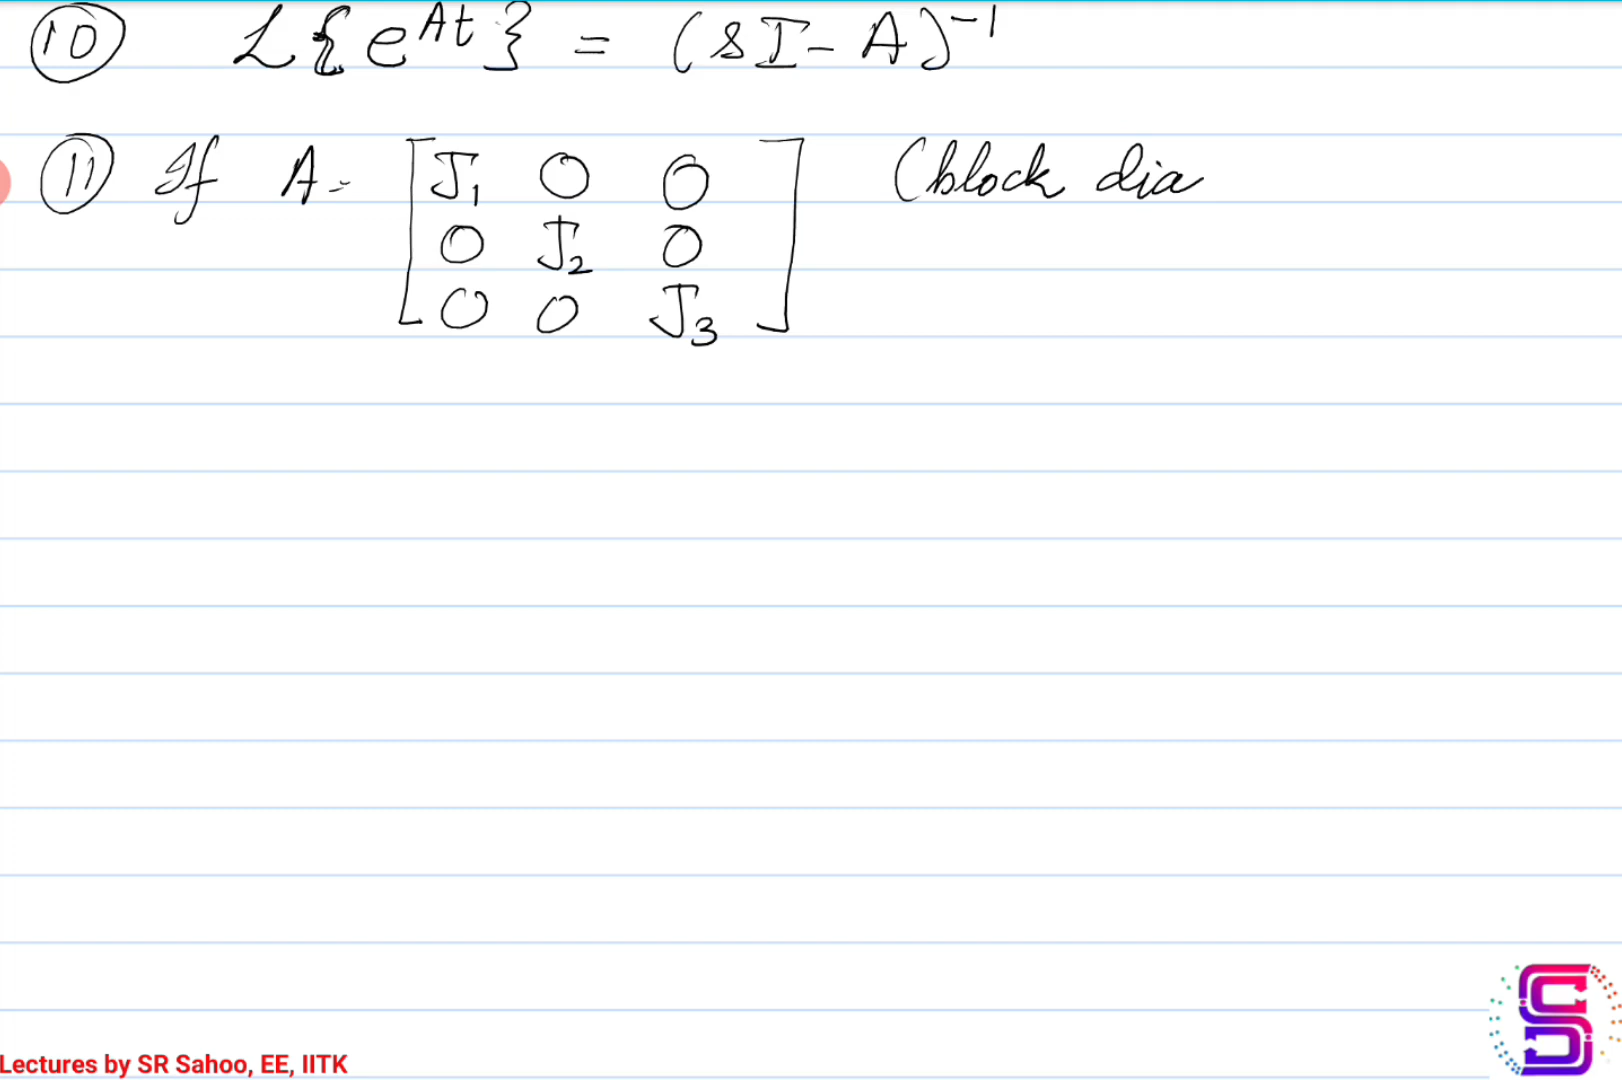 10 L{e^{At}} = (sI - A)^{-1}
11 If A = [J₁ 0 0 (block dia
0 J₂ 0
0 0 J₃]
Lectures by SR Sahoo, EE, IITK